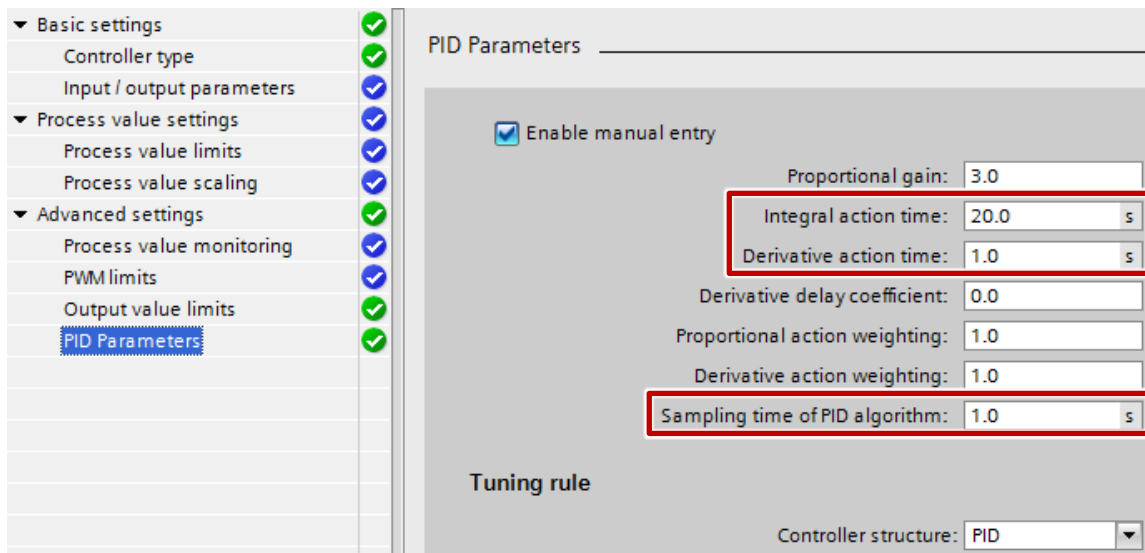 Basic settings
Controller type
Input / output parameters
Process value settings
Process value limits
Process value scaling
Advanced settings
Process value monitoring
PWM limits
Output value limits
PID Parameters
PID Parameters
Enable manual entry
Proportional gain: 3.0
Integral action time: 20.0 s
Derivative action time: 1.0 s
Derivative delay coefficient: 0.0
Proportional action weighting: 1.0
Derivative action weighting: 1.0
Sampling time of PID algorithm: 1.0 s
Tuning rule
Controller structure: PID